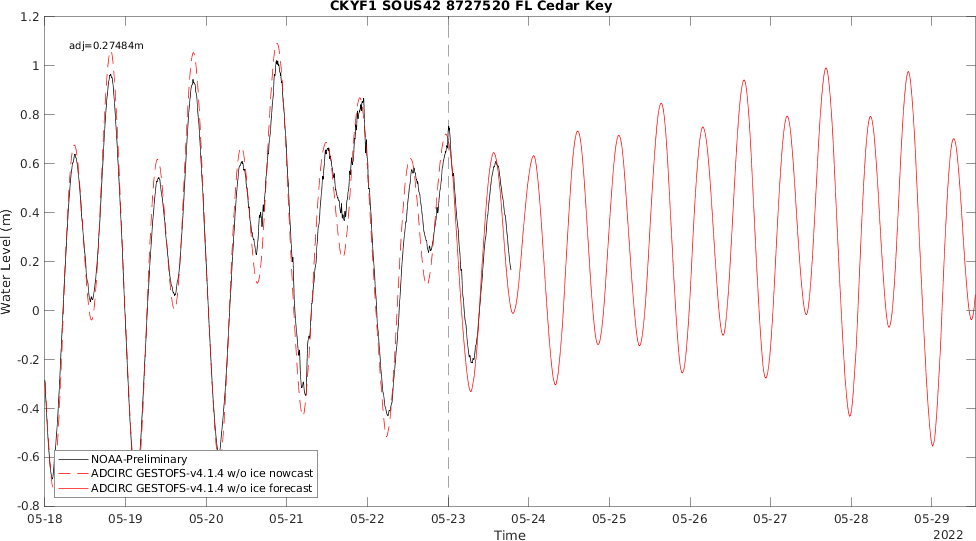 CKYF1 SOUS42 8727520 FL Cedar Key
adj=0.27484m
1.2
1
0.8
0.6
0.4
0.2
0
-0.2
-0.4
-0.6
-0.8
Water Level (m)
NOAA-Preliminary
ADCIRC GESTOFS-v4.1.4 w/o ice nowcast
ADCIRC GESTOFS-v4.1.4 w/o ice forecast
05-18 05-19 05-20 05-21 05-22 05-23 05-24 05-25 05-26 05-27 05-28 05-29
2022
Time